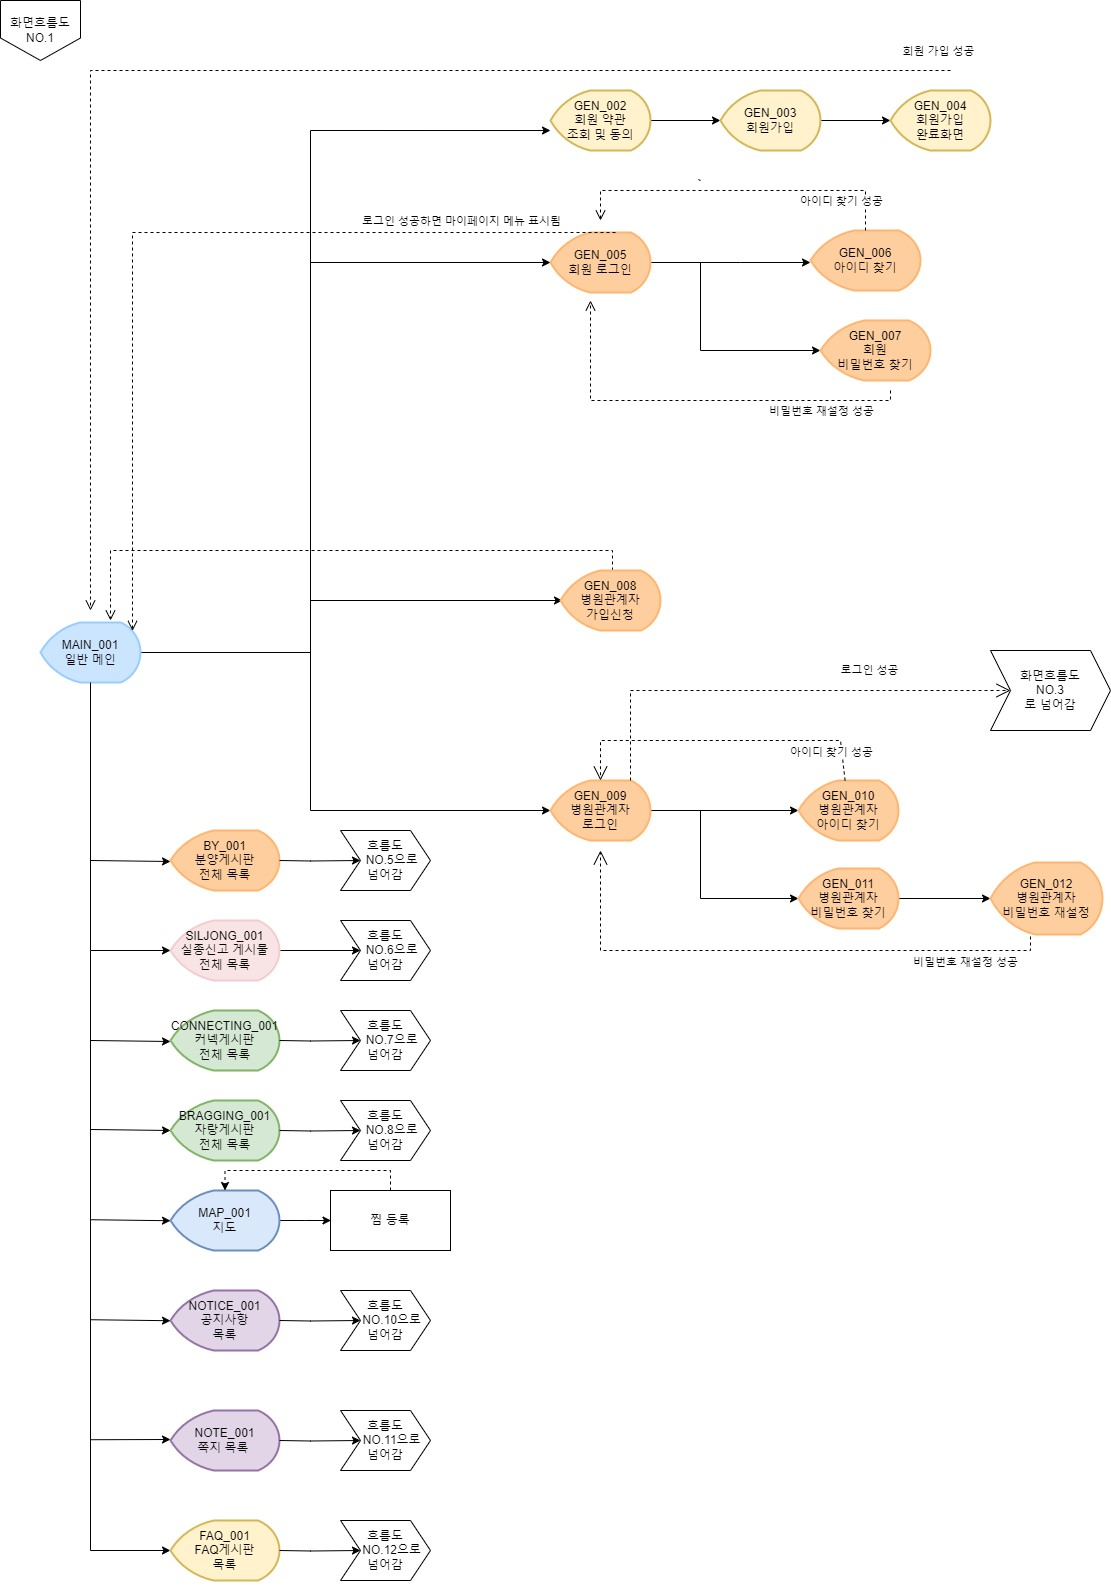 화면흐름도
NO.1
회원 가입 성공
GEN_002
회원 약관
조회 및 동의
GEN_003
회원가입
GEN_004
회원가입
완료화면
아이디 찾기 성공
로그인 성공하면 마이페이지 메뉴 표시됨
GEN_005
회원 로그인
GEN_006
아이디 찾기
GEN_007
회원
비밀번호 찾기
비밀번호 재설정 성공
GEN_008
병원관계자
가입신청
MAIN_001
일반 메인
로그인 성공
화면흐름도
NO.3
로 넘어감
아이디 찾기 성공
GEN_009
병원관계자
로그인
GEN_010
병원관계자
아이디 찾기
GEN_011
병원관계자
비밀번호 찾기
GEN_012
병원관계자
비밀번호 재설정
비밀번호 재설정 성공
BY_001
분양게시판
전체 목록
흐름도
NO.5으로
넘어감
SILJONG_001
실종신고 게시물
전체 목록
흐름도
NO.6으로
넘어감
CONNECTING_001
커넥게시판
전체 목록
흐름도
NO.7으로
넘어감
BRAGGING_001
자랑게시판
전체 목록
흐름도
NO.8으로
넘어감
MAP_001
지도
찜 등록
NOTICE_001
공지사항
목록
흐름도
NO.10으로
넘어감
NOTE_001
쪽지 목록
흐름도
NO.11으로
넘어감
FAQ_001
FAQ게시판
목록
흐름도
NO.12으로
넘어감